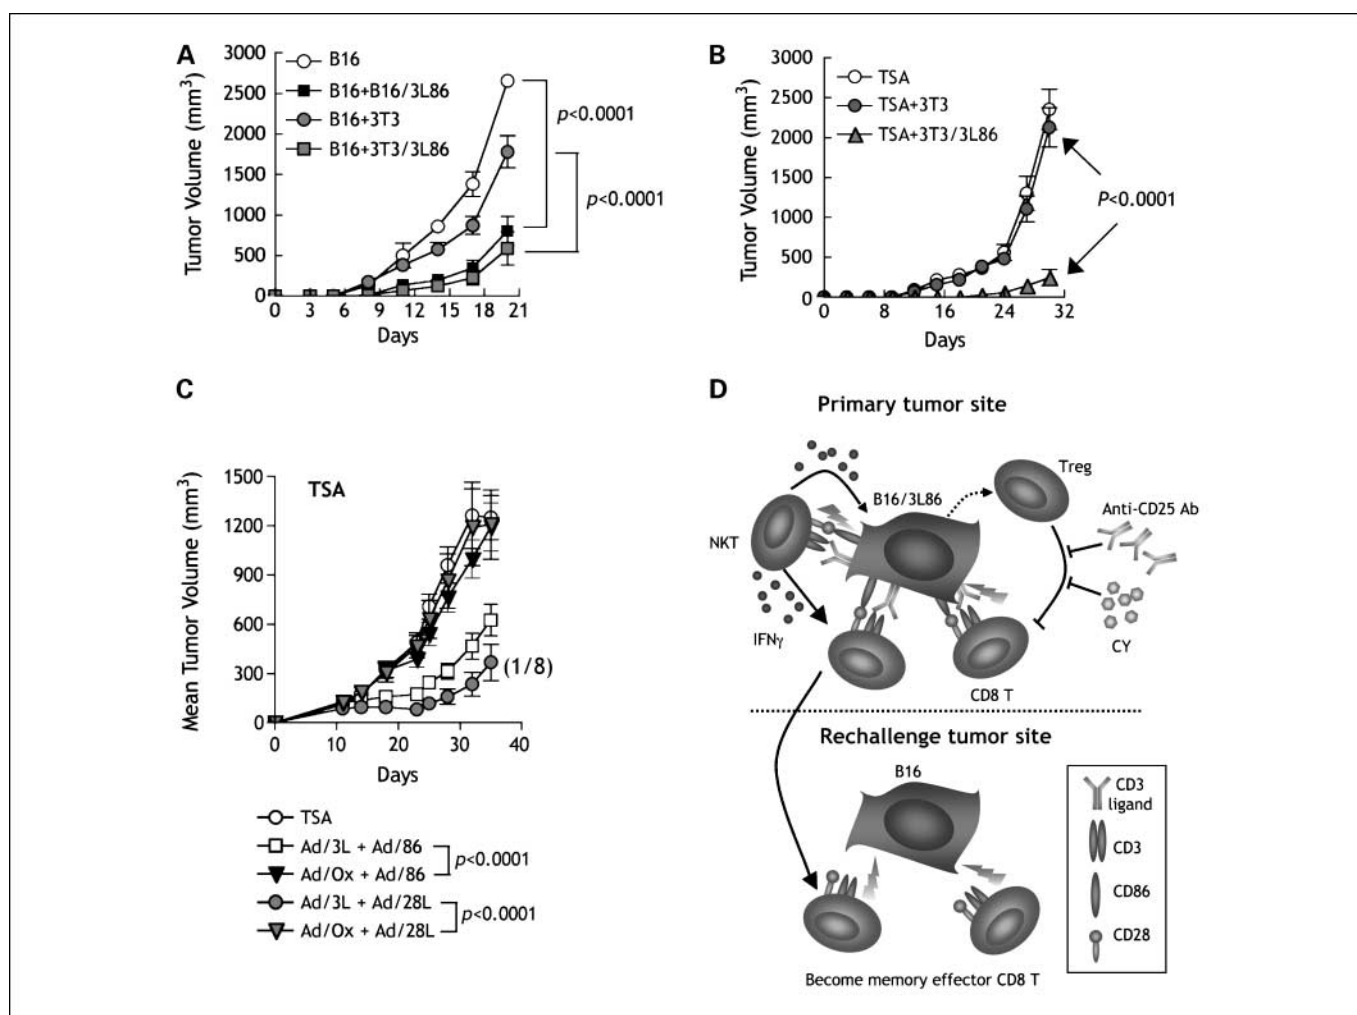 A
3000
2500
2000
1500
1000
500
0
Tumor Volume (mm³)
B16
B16+B16/3L86
B16+3T3
B16+3T3/3L86
p<0.0001
p<0.0001
0 3 6 9 12 15 18 21
Days
B
3000
2500
2000
1500
1000
500
0
Tumor Volume (mm³)
TSA
TSA+3T3
TSA+3T3/3L86
P<0.0001
0 8 16 24 32
Days
C
1500
1200
900
600
300
0
Mean Tumor Volume (mm³)
TSA
(1/8)
0 10 20 30 40
Days
TSA
Ad/3L + Ad/86
Ad/Ox + Ad/86
Ad/3L + Ad/28L
Ad/Ox + Ad/28L
p<0.0001
p<0.0001
D
Primary tumor site
Treg
B16/3L86
Anti-CD25 Ab
NKT
IFNγ
CY
CD8 T
Rechallenge tumor site
B16
Become memory effector CD8 T
CD3
ligand
CD3
CD86
CD28